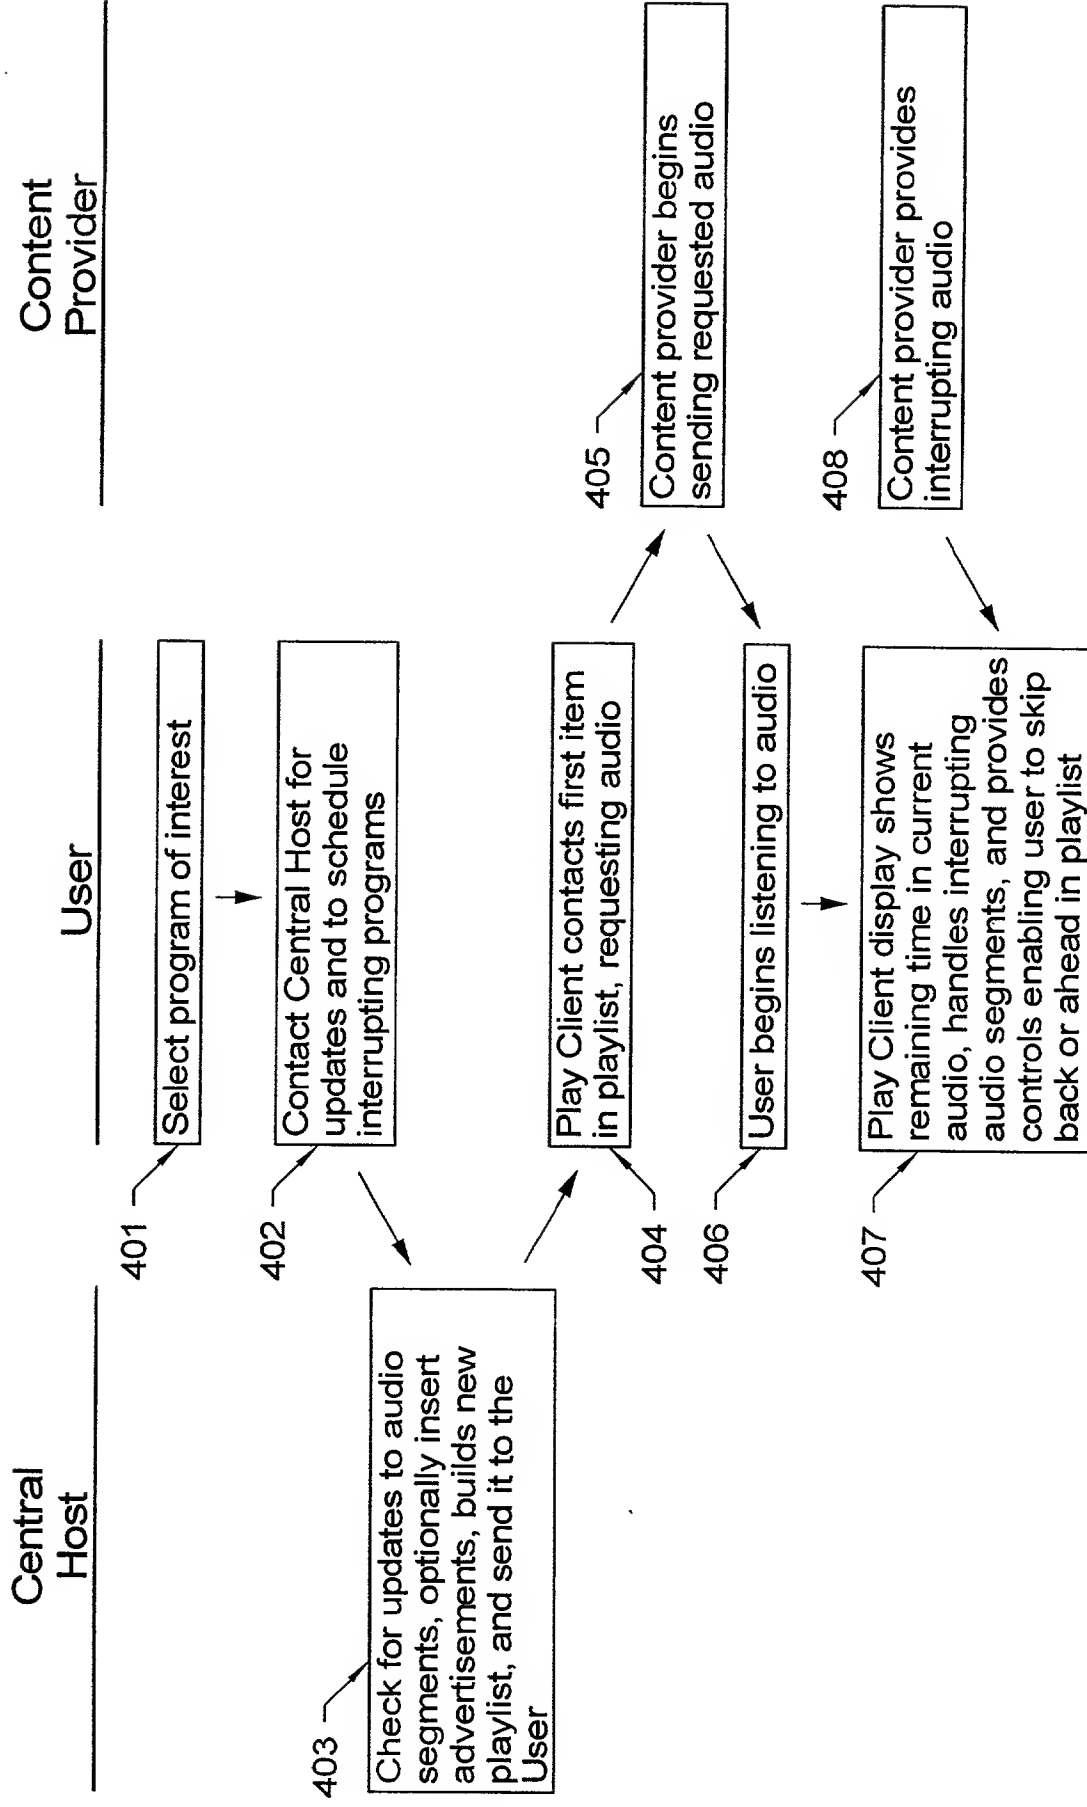 Central
Host
User
Content
Provider
401
Select program of interest
402
Contact Central Host for
updates and to schedule
interrupting programs
403
Check for updates to audio
segments, optionally insert
advertisements, builds new
playlist, and send it to the
User
404
Play Client contacts first item
in playlist, requesting audio
405
Content provider begins
sending requested audio
406
User begins listening to audio
407
Play Client display shows
remaining time in current
audio, handles interrupting
audio segments, and provides
controls enabling user to skip
back or ahead in playlist
408
Content provider provides
interrupting audio